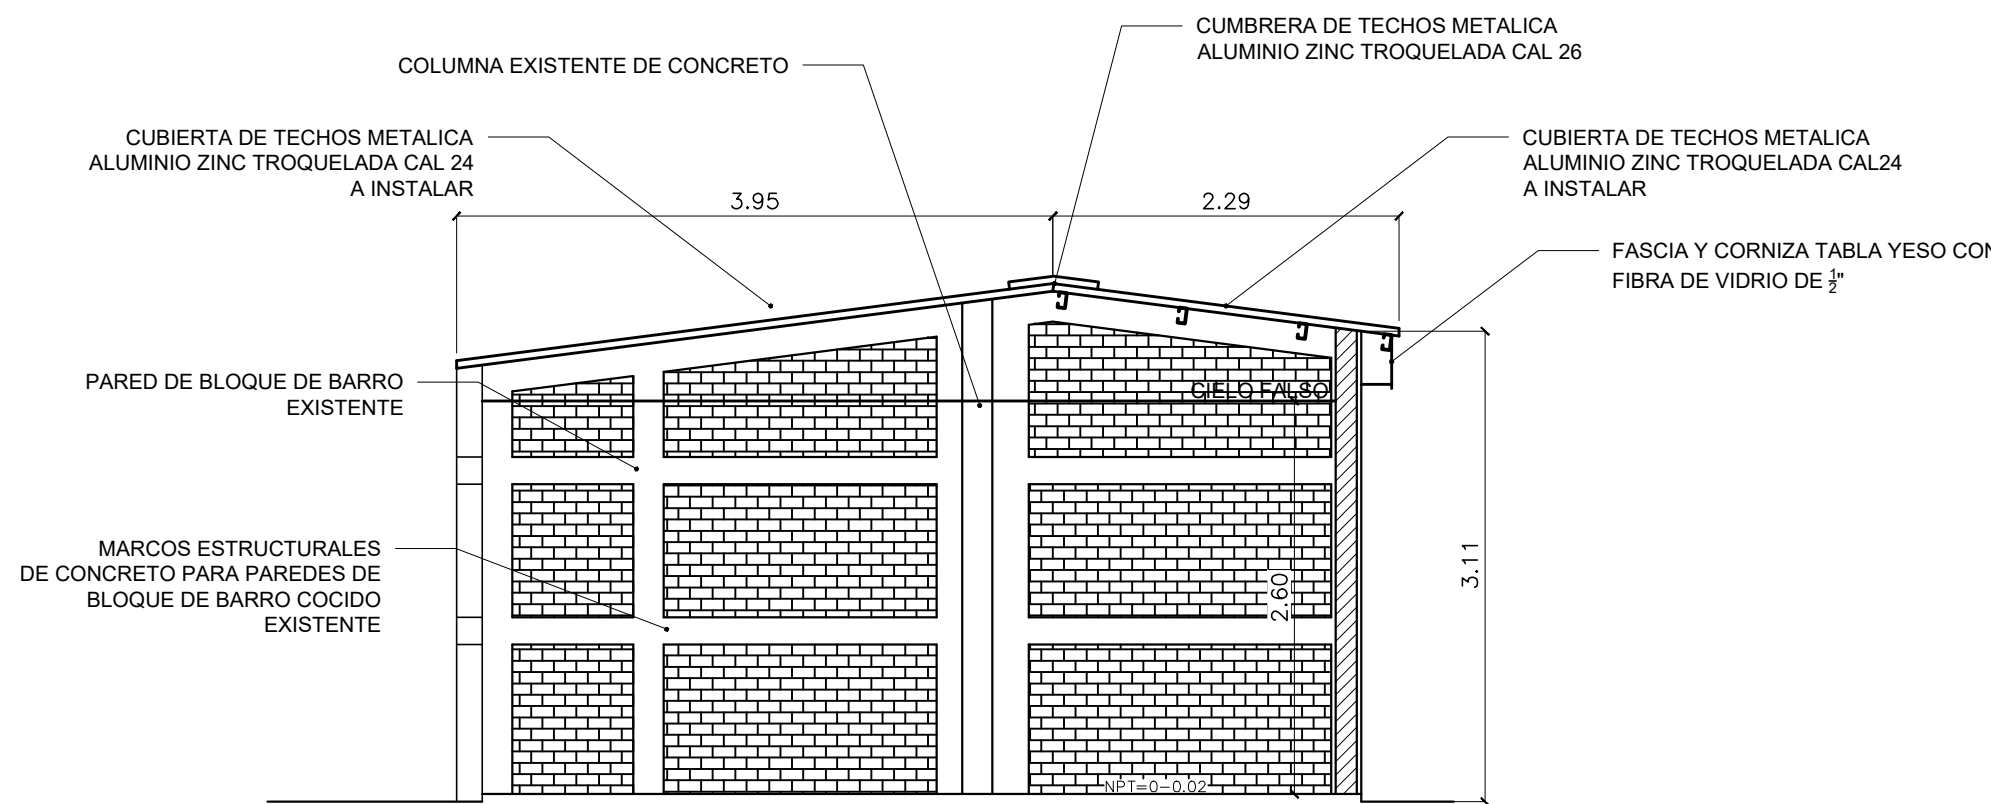 CUMBRERA DE TECHOS METALICA
ALUMINIO ZINC TROQUELADA CAL 26
COLUMNA EXISTENTE DE CONCRETO
CUBIERTA DE TECHOS METALICA
ALUMINIO ZINC TROQUELADA CAL 24
A INSTALAR
CUBIERTA DE TECHOS METALICA
ALUMINIO ZINC TROQUELADA CAL24
A INSTALAR
3.95
2.29
FASCIA Y CORNIZA TABLA YESO CON
FIBRA DE VIDRIO DE ½"
PARED DE BLOQUE DE BARRO
EXISTENTE
CIELO FALSO
MARCOS ESTRUCTURALES
DE CONCRETO PARA PAREDES DE
BLOQUE DE BARRO COCIDO
EXISTENTE
2.60
3.11
NPT=0-0.02